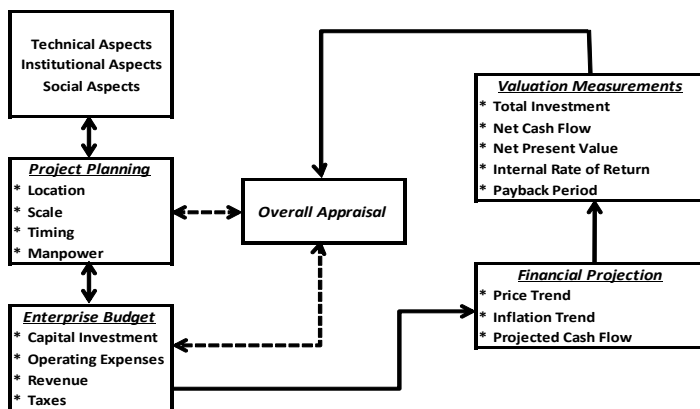 Technical Aspects
Institutional Aspects
Social Aspects
Project Planning
* Location
* Scale
* Timing
* Manpower
Enterprise Budget
* Capital Investment
* Operating Expenses
* Revenue
* Taxes
Overall Appraisal
Valuation Measurements
* Total Investment
* Net Cash Flow
* Net Present Value
* Internal Rate of Return
* Payback Period
Financial Projection
* Price Trend
* Inflation Trend
* Projected Cash Flow